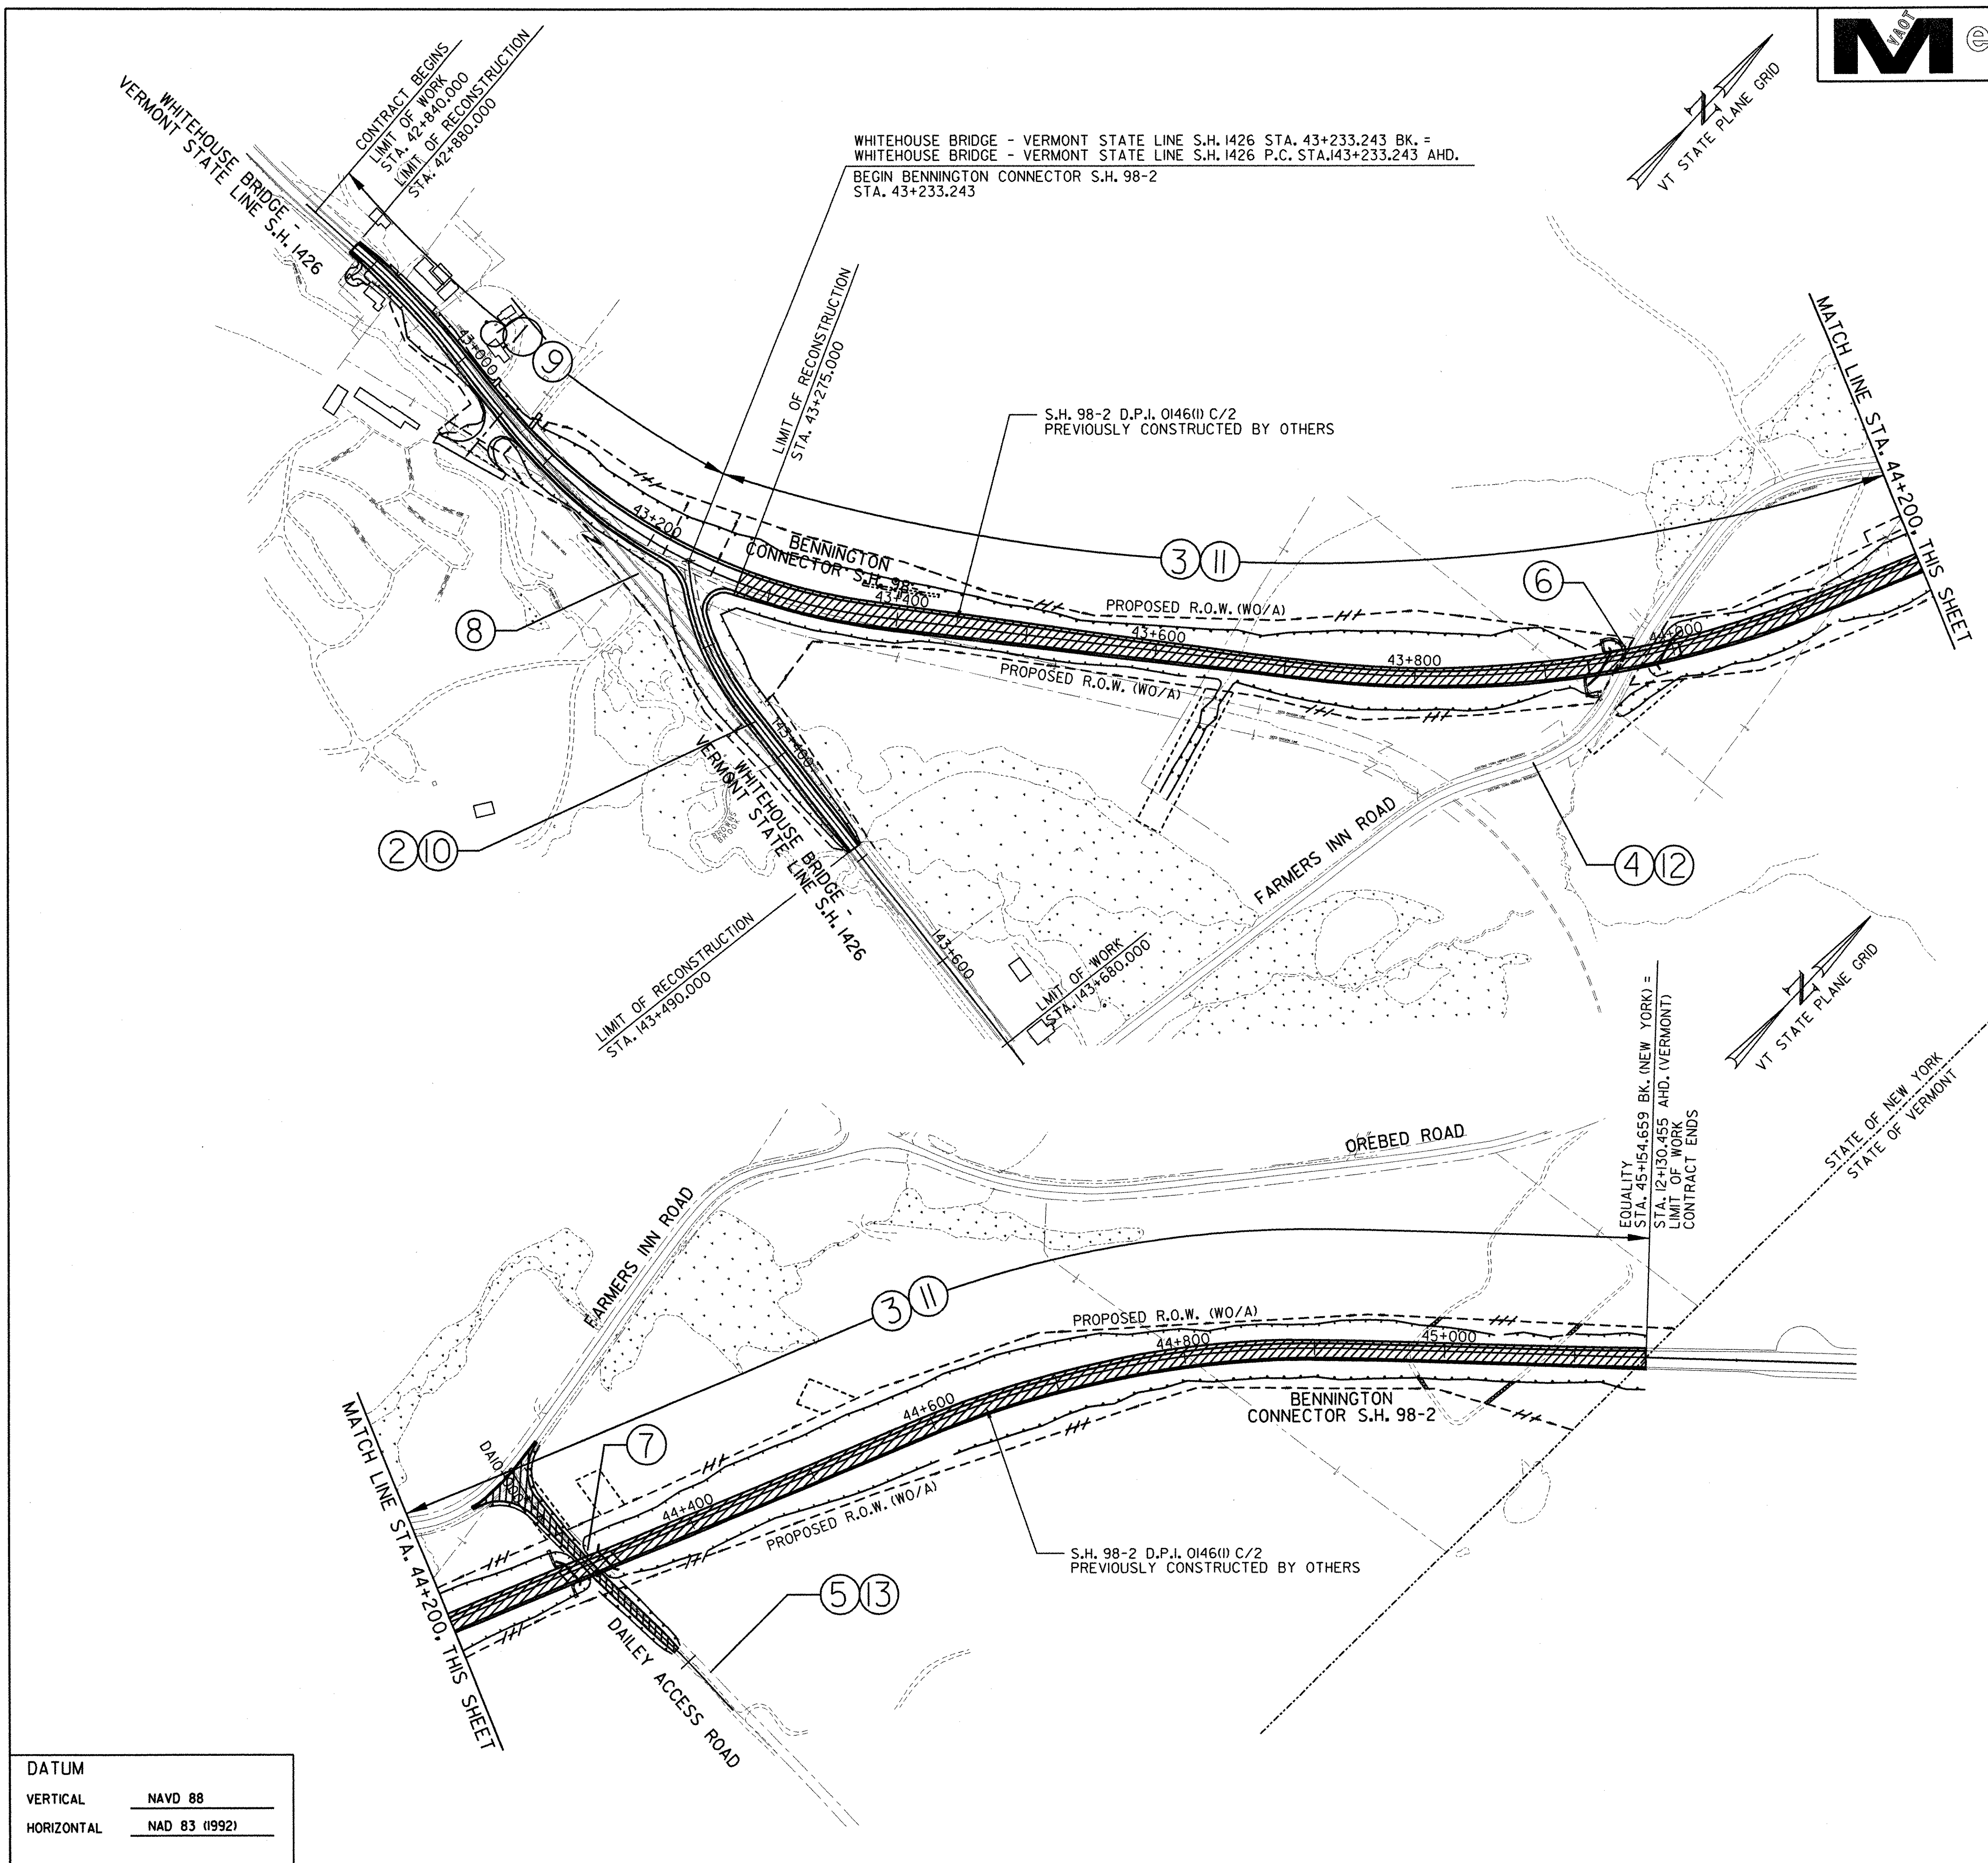 VAOT
M e
CONTRACT BEGINS
LIMIT OF WORK
STA. 42+840.000
LIMIT OF RECONSTRUCTION
STA. 42+880.000
WHITEHOUSE BRIDGE -
VERMONT STATE LINE S.H. 1426
N
VT STATE PLANE GRID
WHITEHOUSE BRIDGE - VERMONT STATE LINE S.H. 1426 STA. 43+233.243 BK. =
WHITEHOUSE BRIDGE - VERMONT STATE LINE S.H. 1426 P.C. STA.143+233.243 AHD.
BEGIN BENNINGTON CONNECTOR S.H. 98-2
STA. 43+233.243
LIMIT OF RECONSTRUCTION
STA. 43+275.000
MATCH LINE STA. 44+200, THIS SHEET
1
9
43+000
S.H. 98-2 D.P.I. 0146(1) C/2
PREVIOUSLY CONSTRUCTED BY OTHERS
43+200
BENNINGTON
CONNECTOR S.H. 98-
43+400
3 11
6
PROPOSED R.O.W. (WO/A)
43+600
43+800
44+000
8
PROPOSED R.O.W. (WO/A)
143+400
WHITEHOUSE BRIDGE -
VERMONT STATE LINE S.H. 1426
BROWNS
BROOK
2 10
FARMERS INN ROAD
4 12
LIMIT OF RECONSTRUCTION
STA. 143+490.000
143+600
LMIT OF WORK
STA. 143+680.000
N
VT STATE PLANE GRID
EQUALITY
STA. 45+154.659 BK. (NEW YORK) =
STA. 12+130.455 AHD. (VERMONT)
LIMIT OF WORK
CONTRACT ENDS
STATE OF NEW YORK
STATE OF VERMONT
OREBED ROAD
FARMERS INN ROAD
3 11
PROPOSED R.O.W. (WO/A)
44+800
45+000
BENNINGTON
CONNECTOR S.H. 98-2
44+600
MATCH LINE STA. 44+200, THIS SHEET
7
44+400
PROPOSED R.O.W. (WO/A)
S.H. 98-2 D.P.I. 0146(1) C/2
PREVIOUSLY CONSTRUCTED BY OTHERS
5 13
DAILEY ACCESS ROAD
DATUM
VERTICAL NAVD 88
HORIZONTAL NAD 83 (1992)